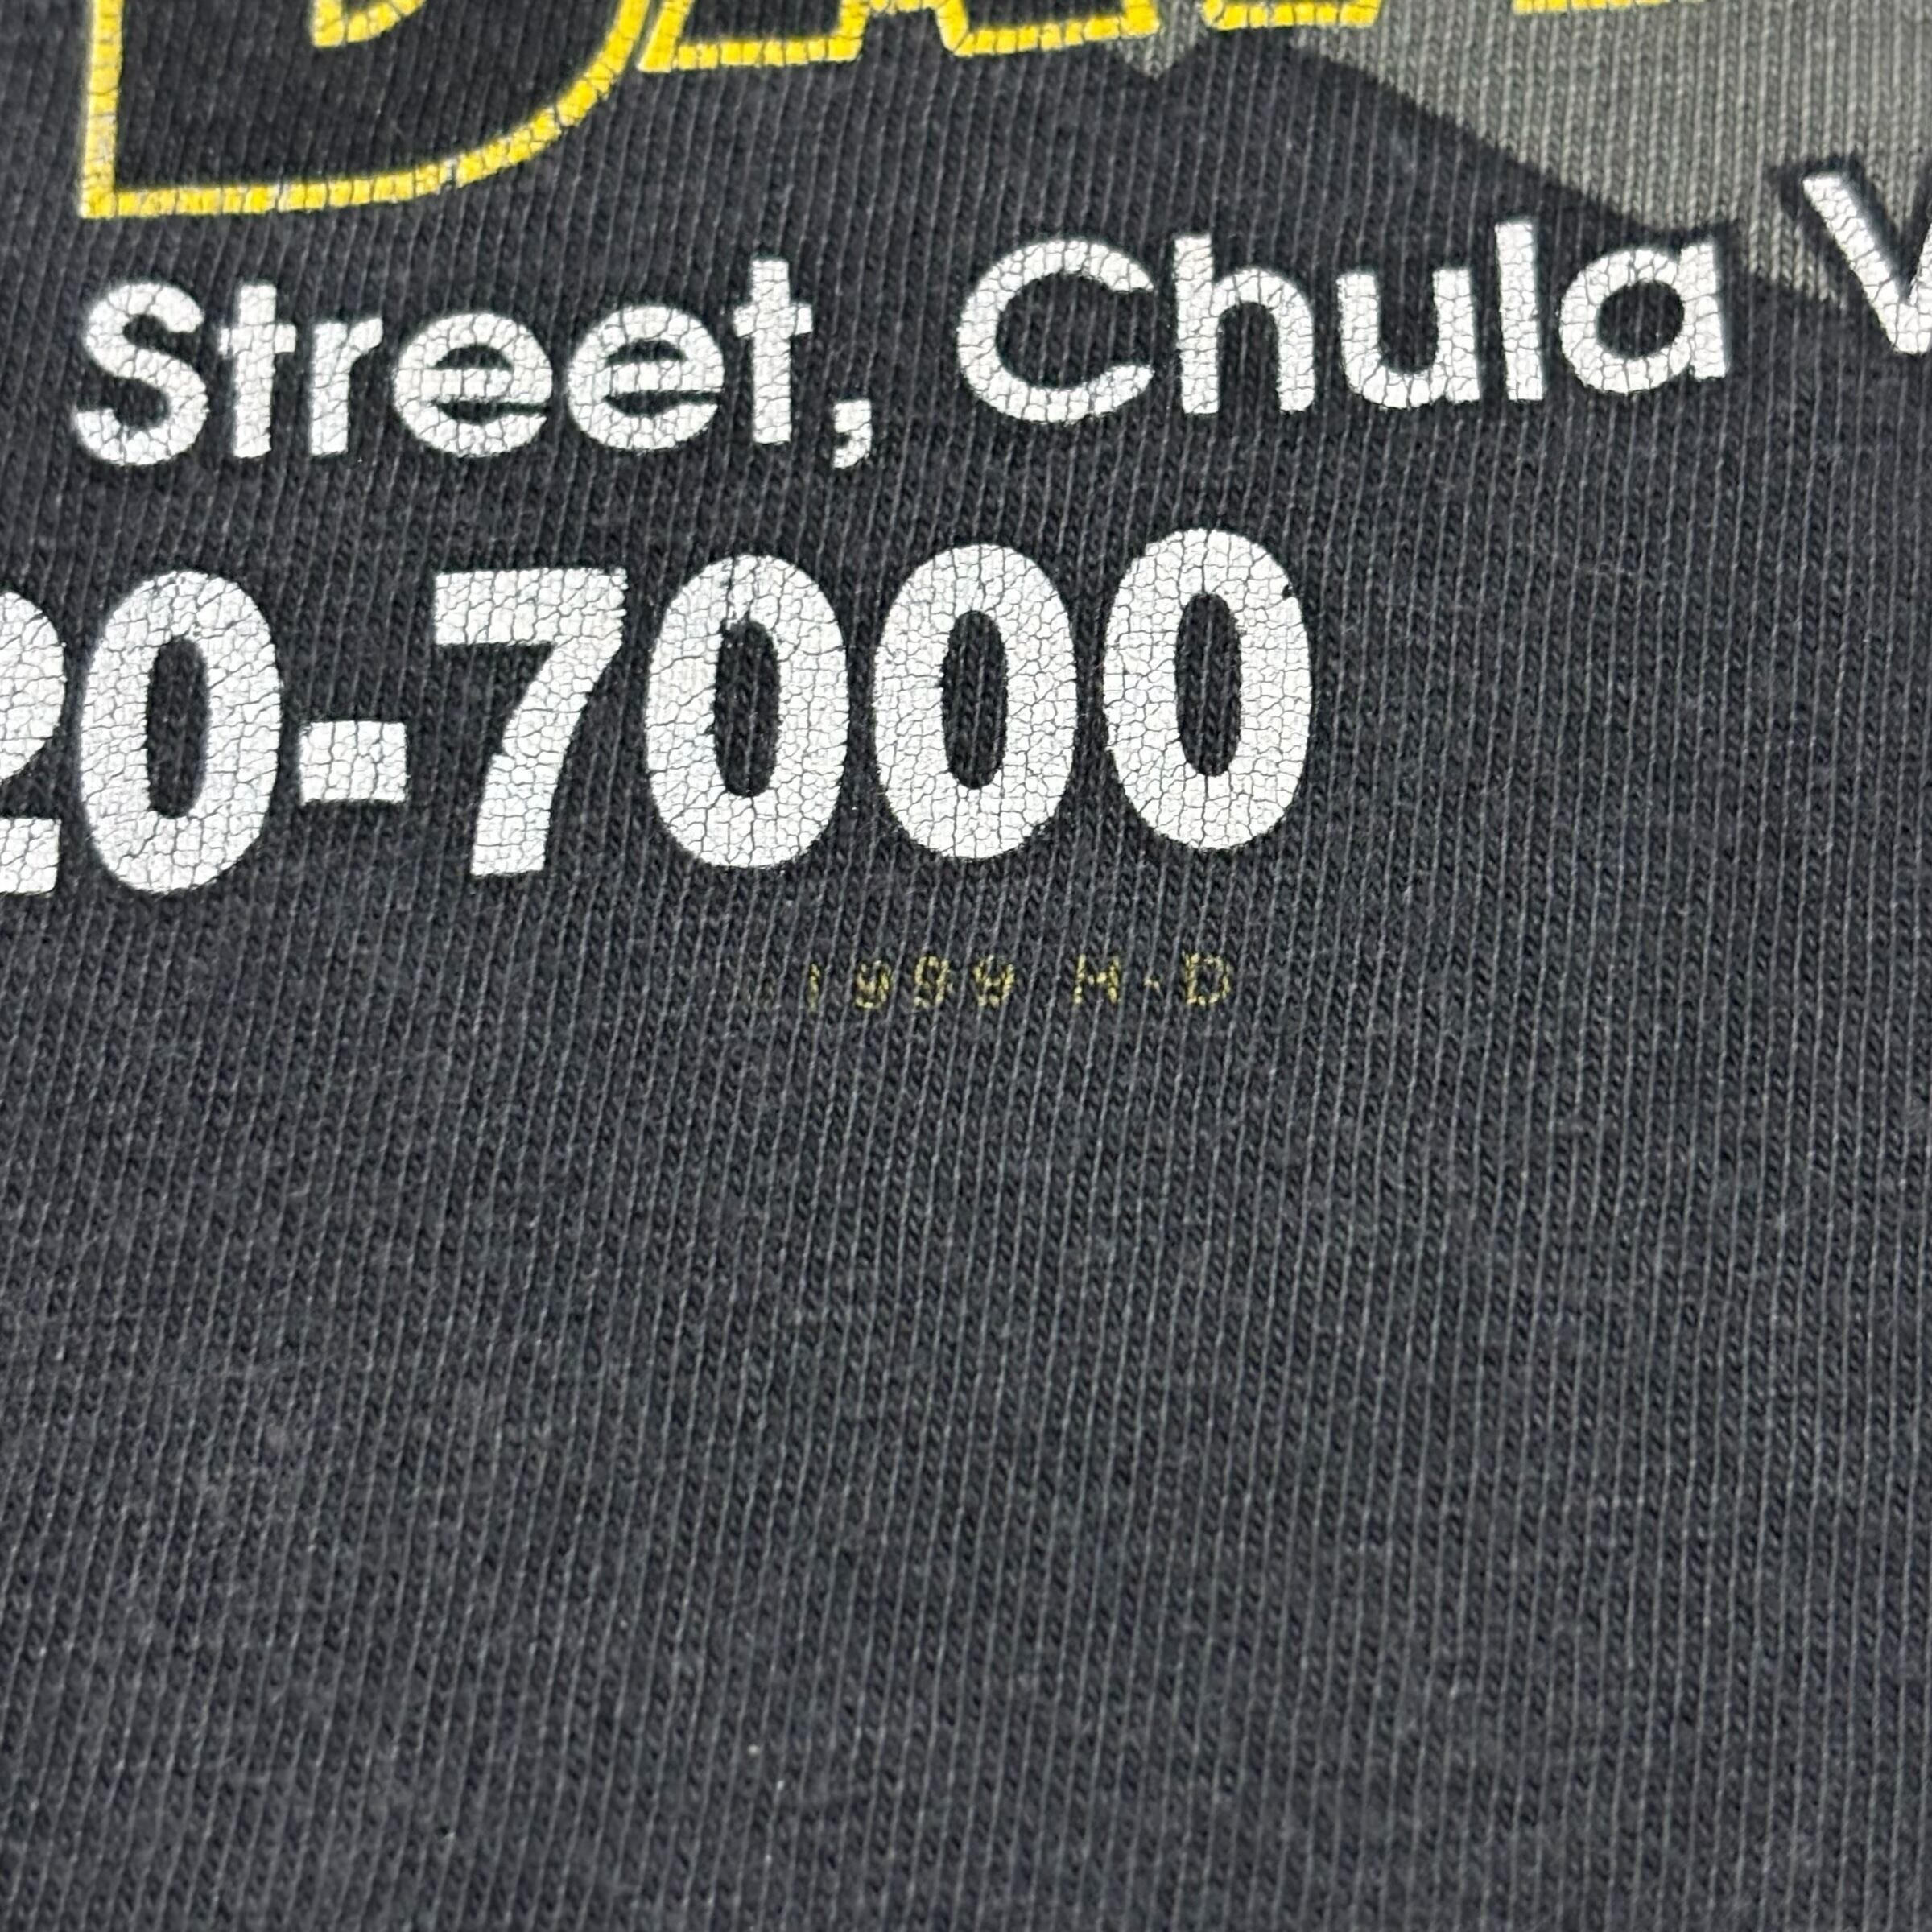 Street, Chula V
20-7000
©1999 H-D